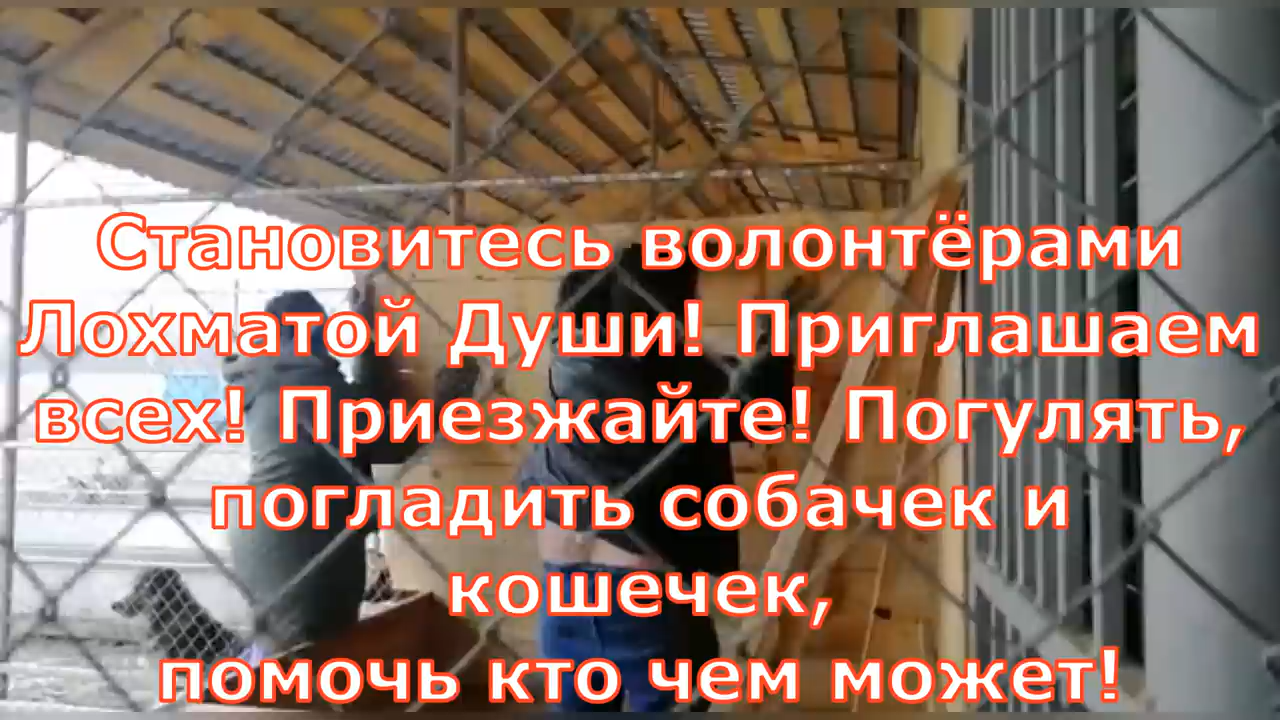 Становитесь волонтёрами
Лохматой Души! Приглашаем
всех! Приезжайте! Погулять,
погладить собачек и
кошечек,
помочь кто чем может!